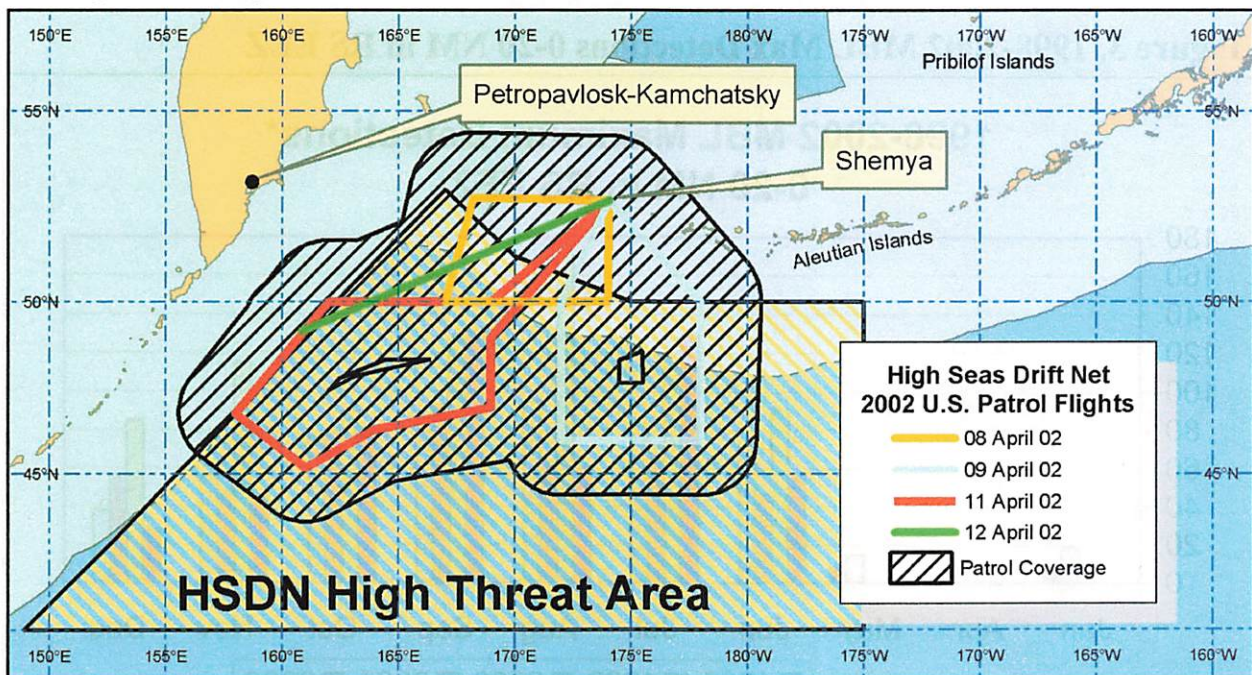 150°E 155°E 160°E 165°E 170°E 175°E 180°W 175°W 170°W 165°W 160°W
Pribilof Islands
Petropavlosk-Kamchatsky
55°N 55°N
Shemya
Aleutian Islands
50°N 50°N
High Seas Drift Net
2002 U.S. Patrol Flights
08 April 02
09 April 02
11 April 02
12 April 02
Patrol Coverage
45°N 45°N
HSDN High Threat Area
150°E 155°E 160°E 165°E 170°E 175°E 180°W 175°W 170°W 165°W 160°W